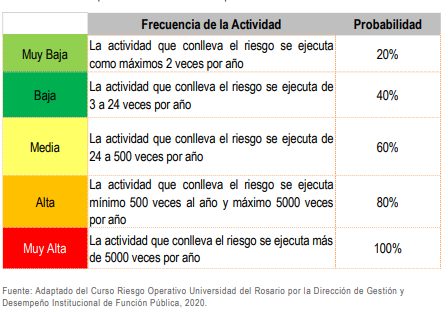 Frecuencia de la Actividad Probabilidad
Muy Baja
La actividad que conlleva el riesgo se ejecuta
como máximos 2 veces por año
20%
Baja
La actividad que conlleva el riesgo se ejecuta de
3 a 24 veces por año
40%
Media
La actividad que conlleva el riesgo se ejecuta de
24 a 500 veces por año
60%
Alta
La actividad que conlleva el riesgo se ejecuta
mínimo 500 veces al año y máximo 5000 veces
por año
80%
Muy Alta
La actividad que conlleva el riesgo se ejecuta más
de 5000 veces por año
100%
Fuente: Adaptado del Curso Riesgo Operativo Universidad del Rosario por la Dirección de Gestión y
Desempeño Institucional de Función Pública, 2020.